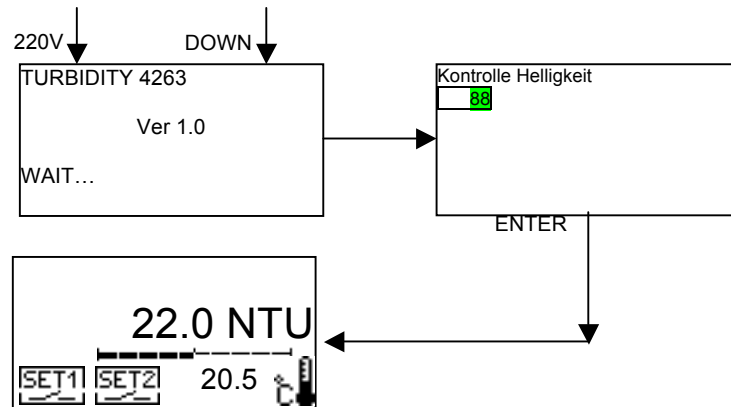 220V DOWN
TURBIDITY 4263
Ver 1.0
WAIT...
Kontrolle Helligkeit
88
ENTER
22.0 NTU
SET1 SET2 20.5 °C